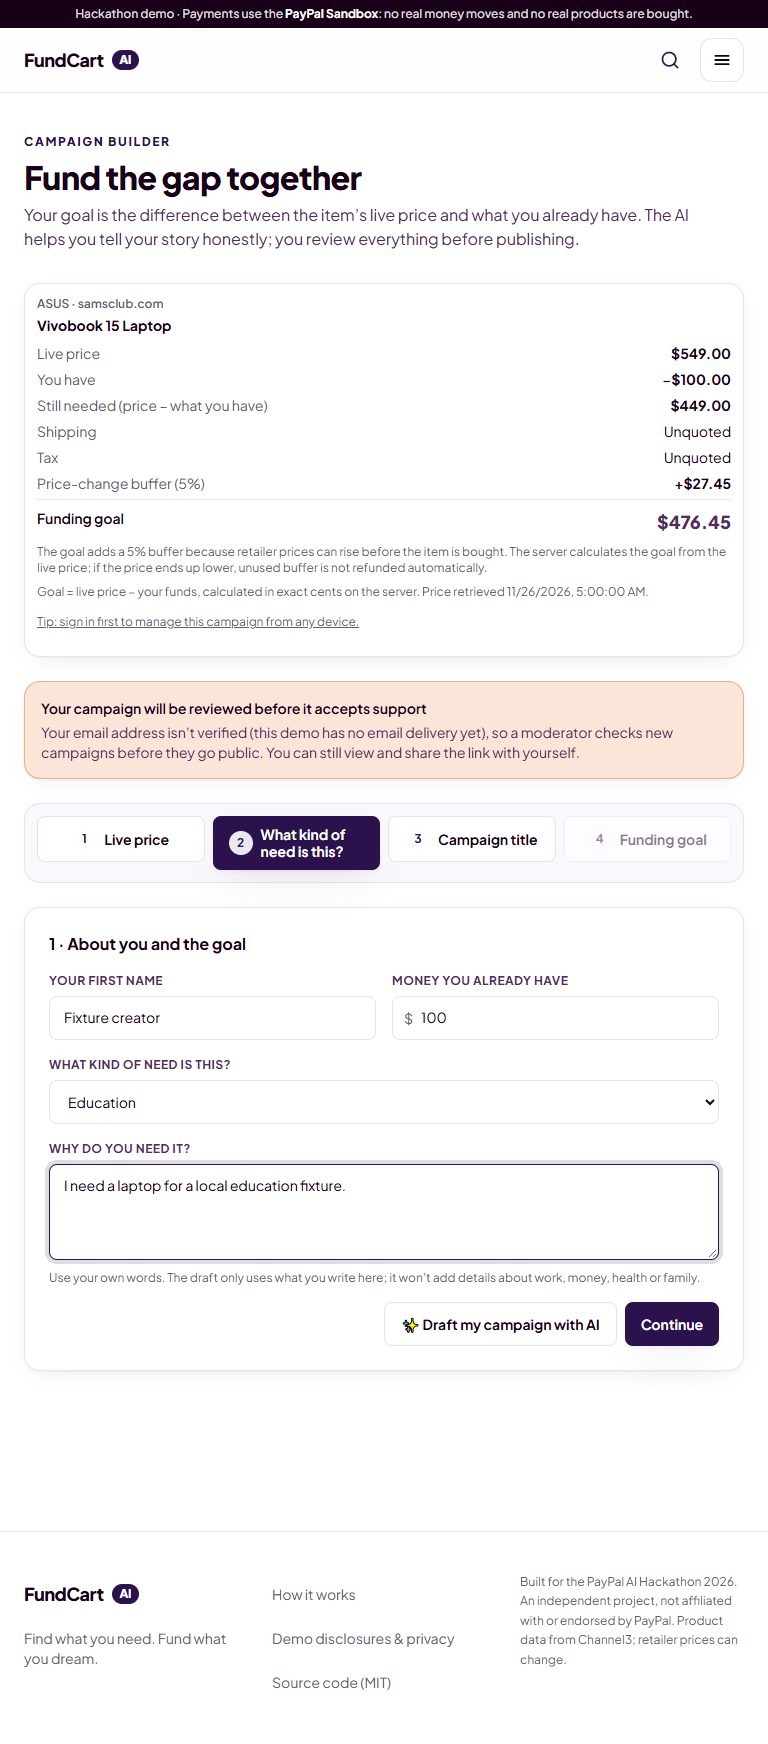 Hackathon demo · Payments use the PayPal Sandbox: no real money moves and no real products are bought.
FundCart AI
CAMPAIGN BUILDER
Fund the gap together
Your goal is the difference between the item’s live price and what you already have. The AI
helps you tell your story honestly; you review everything before publishing.
ASUS · samsclub.com
Vivobook 15 Laptop
Live price $549.00
You have −$100.00
Still needed (price − what you have) $449.00
Shipping Unquoted
Tax Unquoted
Price-change buffer (5%) +$27.45
Funding goal $476.45
The goal adds a 5% buffer because retailer prices can rise before the item is bought. The server calculates the goal from the
live price; if the price ends up lower, unused buffer is not refunded automatically.
Goal = live price − your funds, calculated in exact cents on the server. Price retrieved 11/26/2026, 5:00:00 AM.
Tip: sign in first to manage this campaign from any device.
Your campaign will be reviewed before it accepts support
Your email address isn’t verified (this demo has no email delivery yet), so a moderator checks new
campaigns before they go public. You can still view and share the link with yourself.
1 Live price
2 What kind of
need is this?
3 Campaign title
4 Funding goal
1 · About you and the goal
YOUR FIRST NAME
Fixture creator
MONEY YOU ALREADY HAVE
$ 100
WHAT KIND OF NEED IS THIS?
Education
WHY DO YOU NEED IT?
I need a laptop for a local education fixture.
Use your own words. The draft only uses what you write here; it won’t add details about work, money, health or family.
✨ Draft my campaign with AI
Continue
FundCart AI
Find what you need. Fund what
you dream.
How it works
Demo disclosures & privacy
Source code (MIT)
Built for the PayPal AI Hackathon 2026.
An independent project, not affiliated
with or endorsed by PayPal. Product
data from Channel3; retailer prices can
change.